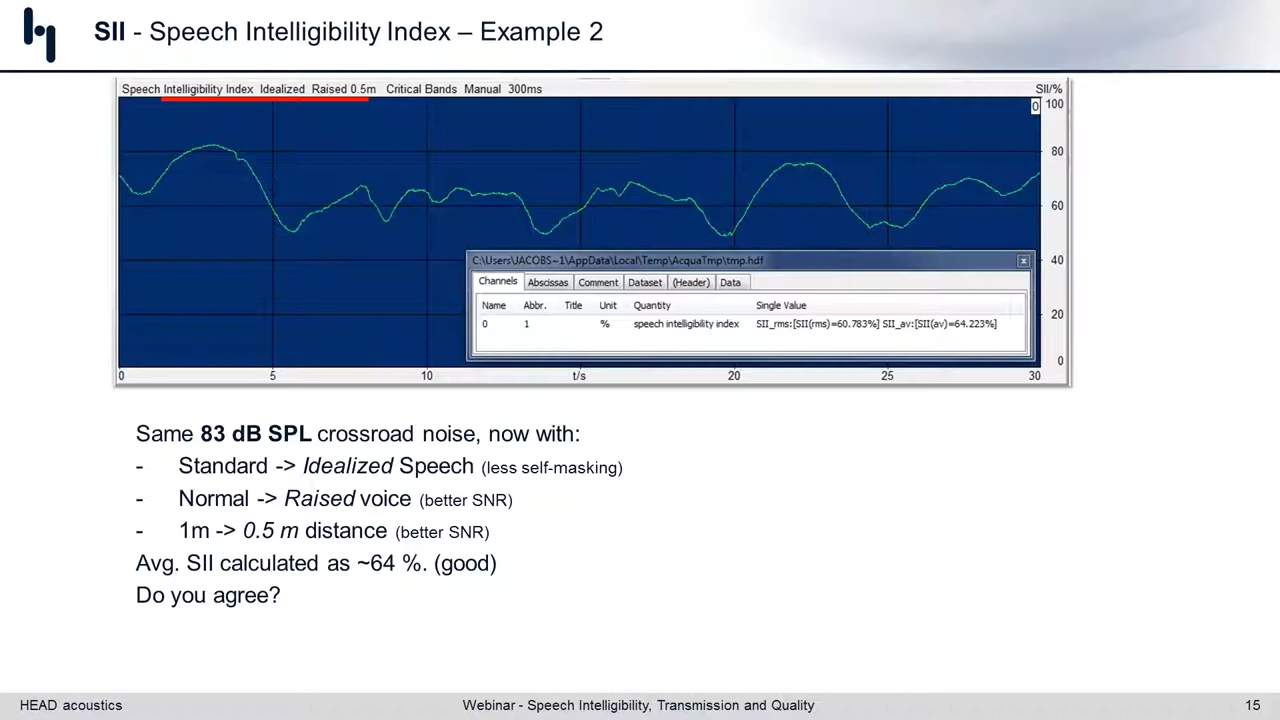 SII - Speech Intelligibility Index – Example 2
Speech Intelligibility Index Idealized Raised 0.5m Critical Bands Manual 300ms SII/%
0 100
80
60
40
20
0
C:\Users\JACOBS~1\AppData\Local\Temp\AcquaTmp\tmp.hdf x
Channels Abscissas Comment Dataset (Header) Data
Name Abbr. Title Unit Quantity Single Value
0 1 % speech intelligibility index SII_rms:[SII(rms)=60.783%] SII_av:[SII(av)=64.223%]
0 5 10 t/s 20 25 30
Same 83 dB SPL crossroad noise, now with:
- Standard -> Idealized Speech (less self-masking)
- Normal -> Raised voice (better SNR)
- 1m -> 0.5 m distance (better SNR)
Avg. SII calculated as ~64 %. (good)
Do you agree?
HEAD acoustics Webinar - Speech Intelligibility, Transmission and Quality 15